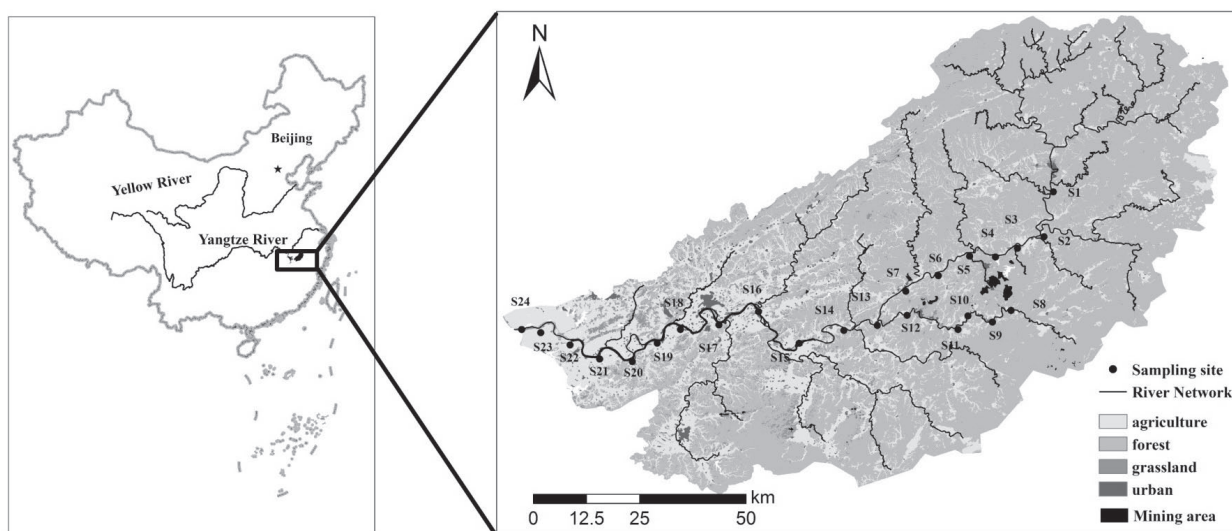 Beijing
Yellow River
Yangtze River
N
S1
S2
S3
S4
S5
S6
S7
S8
S9
S10
S11
S12
S13
S14
S15
S16
S17
S18
S19
S20
S21
S22
S23
S24
Sampling site
River Network
agriculture
forest
grassland
urban
Mining area
km
0 12.5 25 50